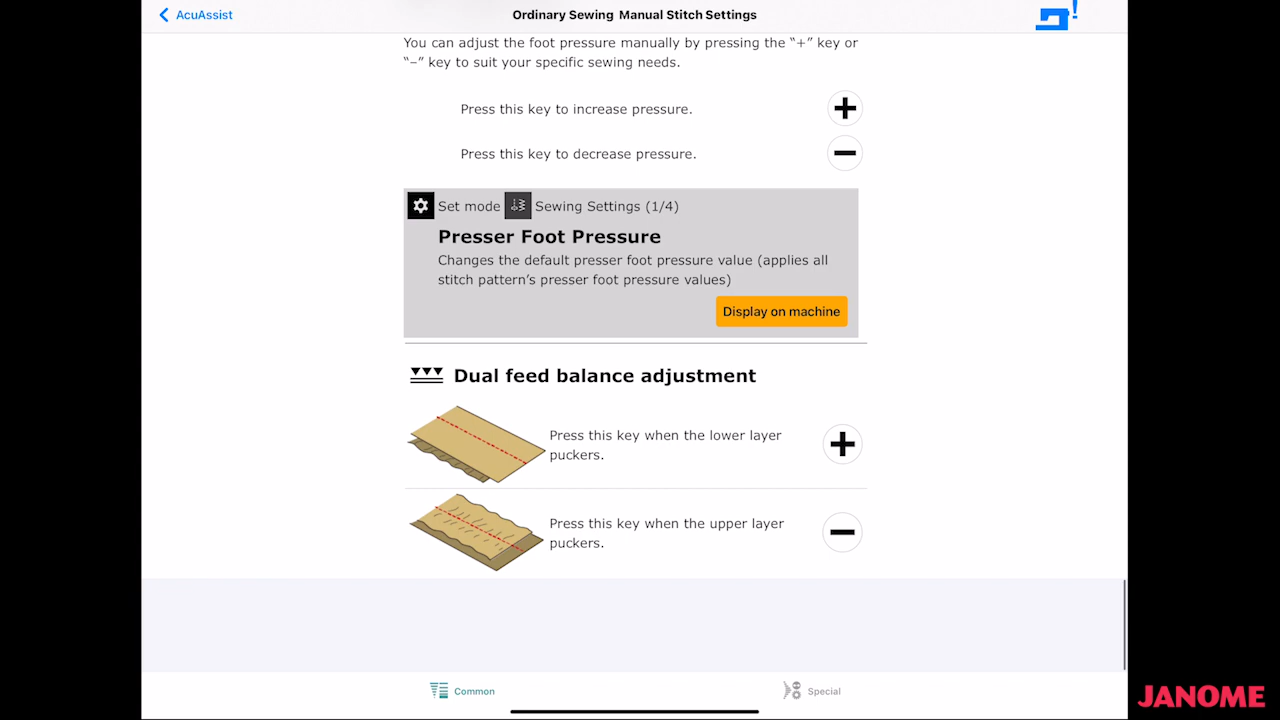 AcuAssist
Ordinary Sewing Manual Stitch Settings
You can adjust the foot pressure manually by pressing the “+” key or
“–” key to suit your specific sewing needs.
Press this key to increase pressure.
Press this key to decrease pressure.
Set mode Sewing Settings (1/4)
Presser Foot Pressure
Changes the default presser foot pressure value (applies all
stitch pattern’s presser foot pressure values)
Display on machine
Dual feed balance adjustment
Press this key when the lower layer
puckers.
Press this key when the upper layer
puckers.
Common
Special
JANOME